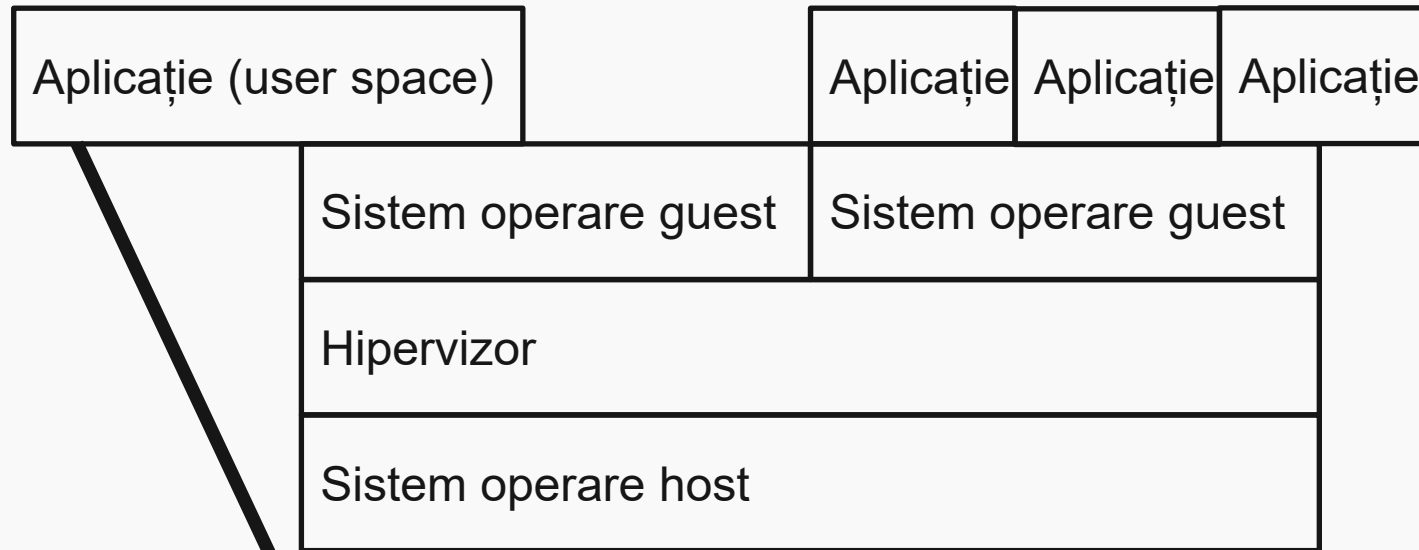 Aplicație (user space)
Aplicație
Aplicație
Aplicație
Sistem operare guest
Sistem operare guest
Hipervizor
Sistem operare host